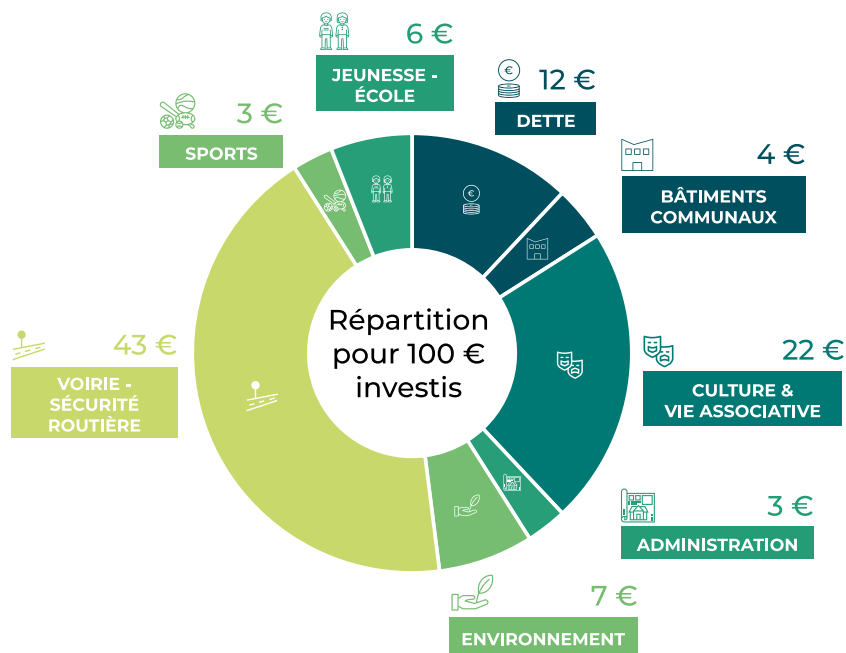 6 €
JEUNESSE -
ÉCOLE
12 €
DETTE
3 €
SPORTS
4 €
BÂTIMENTS
COMMUNAUX
Répartition
pour 100 €
investis
43 €
VOIRIE -
SÉCURITÉ
ROUTIÈRE
22 €
CULTURE &
VIE ASSOCIATIVE
3 €
ADMINISTRATION
7 €
ENVIRONNEMENT